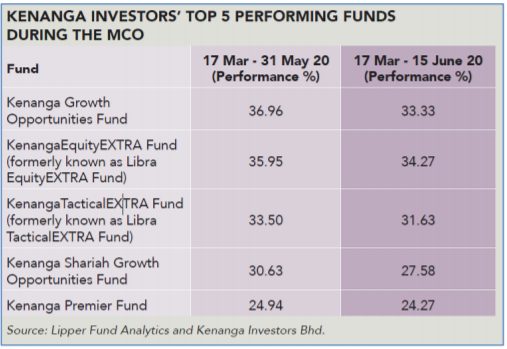 KENANGA INVESTORS' TOP 5 PERFORMING FUNDS
DURING THE MCO
Fund
17 Mar - 31 May 20
(Performance %)
17 Mar - 15 June 20
(Performance %)
Kenanga Growth
Opportunities Fund
36.96
33.33
KenangaEquityEXTRA Fund
(formerly known as Libra
EquityEXTRA Fund)
35.95
34.27
KenangaTacticalEXTRA Fund
(formerly known as Libra
TacticalEXTRA Fund)
33.50
31.63
Kenanga Shariah Growth
Opportunities Fund
30.63
27.58
Kenanga Premier Fund
24.94
24.27
Source: Lipper Fund Analytics and Kenanga Investors Bhd.